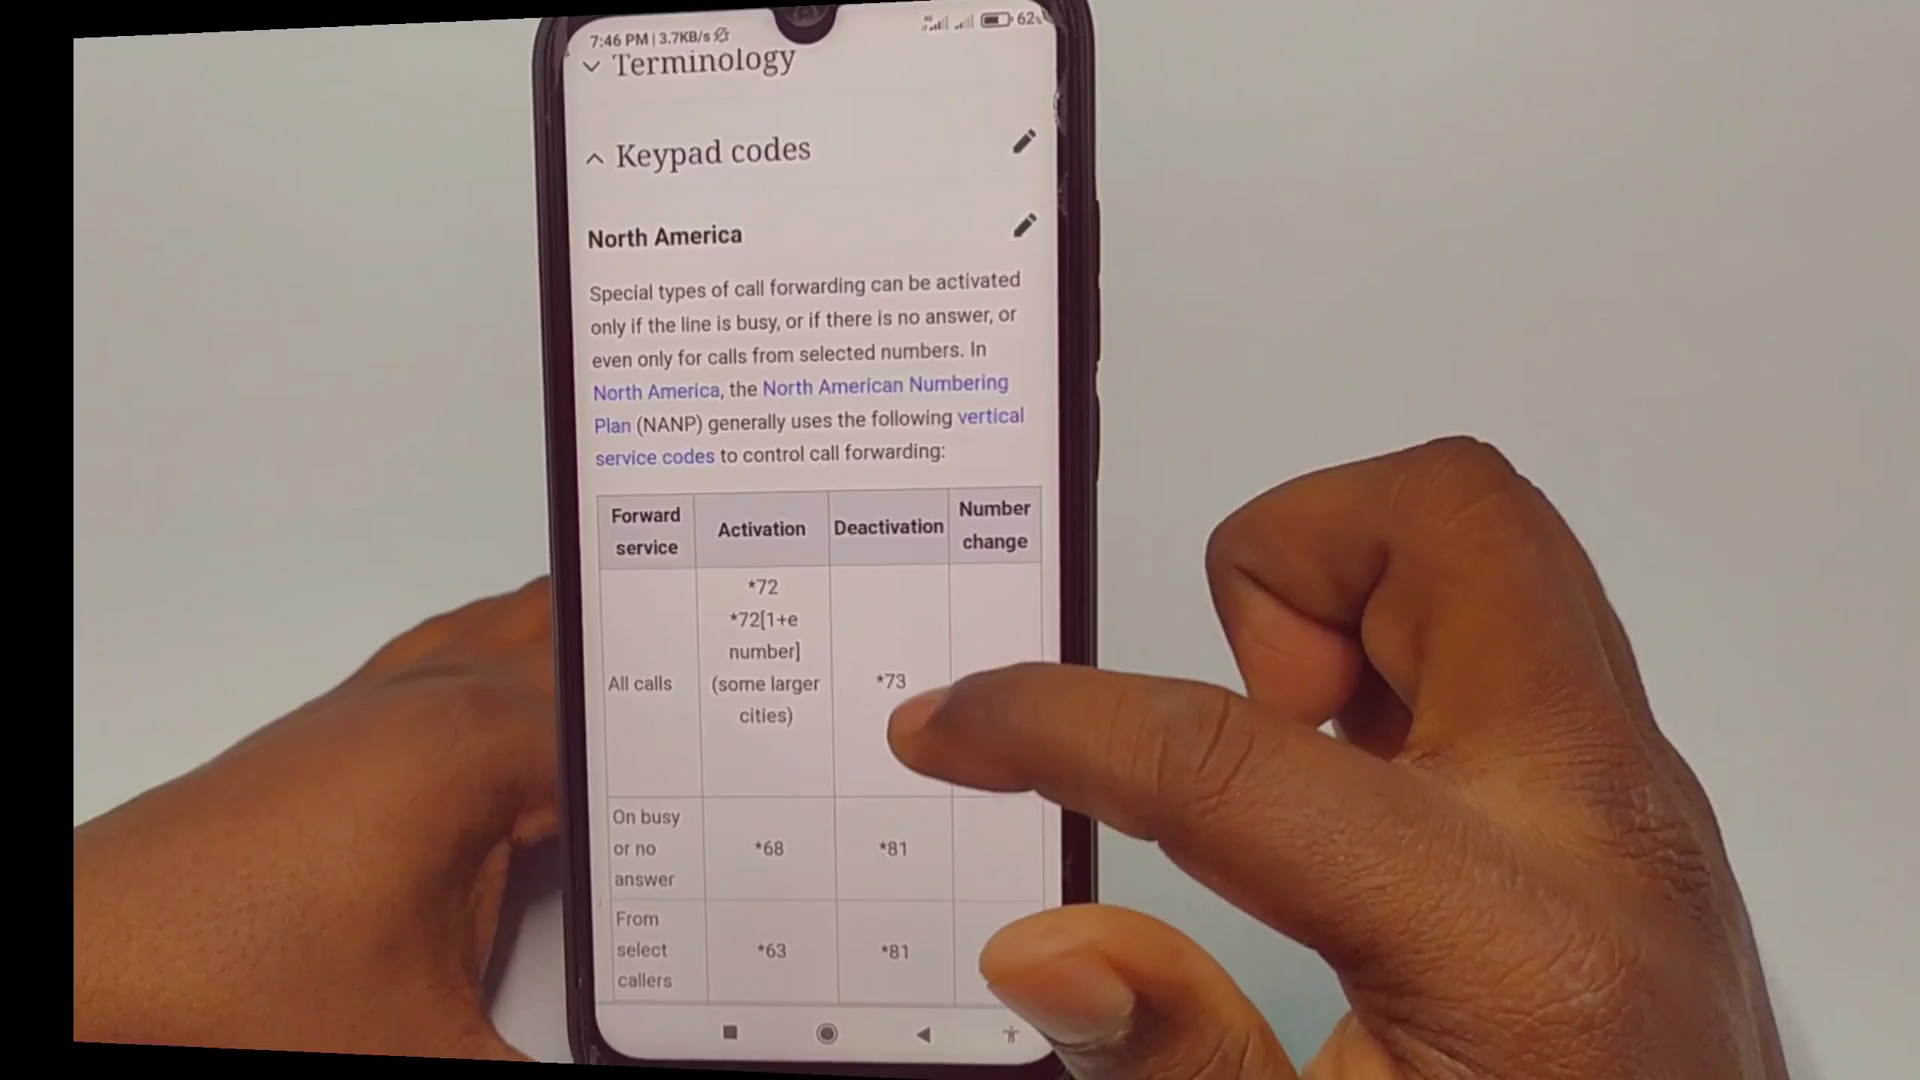 7:46 PM | 3.7KB/s
62
Terminology
Keypad codes
North America
Special types of call forwarding can be activated
only if the line is busy, or if there is no answer, or
even only for calls from selected numbers. In
North America, the North American Numbering
Plan (NANP) generally uses the following vertical
service codes to control call forwarding:
Forward service
Activation
Deactivation
Number change
All calls
*72
*72[1+e
number]
(some larger
cities)
*73
On busy
or no
answer
*68
*81
From
select
callers
*63
*81